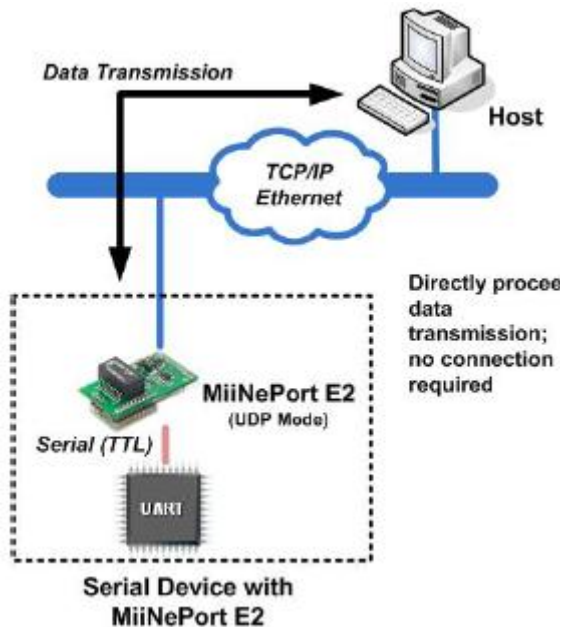 Data Transmission
Host
TCP/IP
Ethernet
Directly procee
data
transmission;
no connection
required
MiiNePort E2
(UDP Mode)
Serial (TTL)
UART
Serial Device with
MiiNePort E2